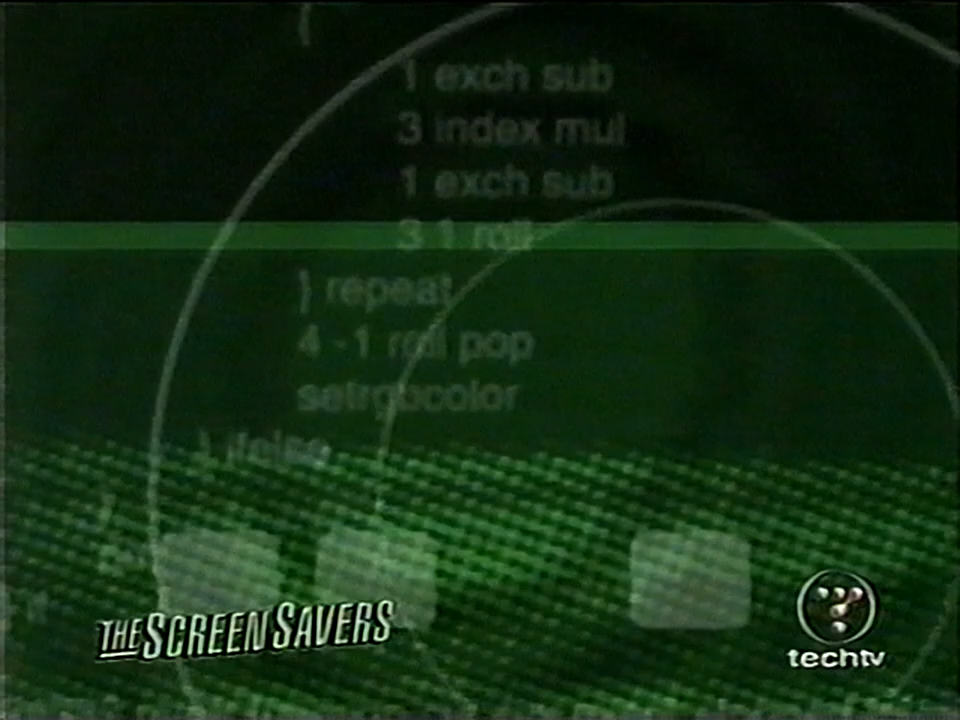 1 exch sub
3 index mul
1 exch sub
3 1 roll
} repeat
4 -1 roll pop
setrgbcolor
} ifelse
}
THE SCREEN SAVERS
techtv